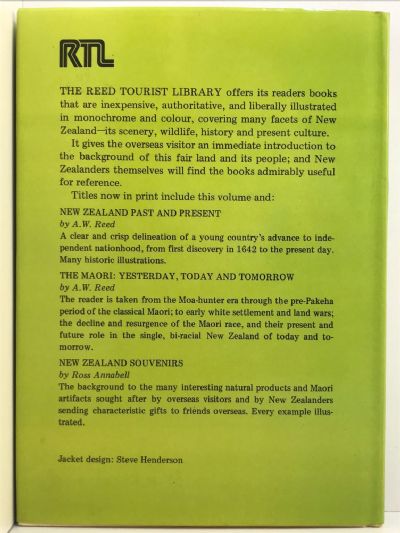 RTL
THE REED TOURIST LIBRARY offers its readers books
that are inexpensive, authoritative, and liberally illustrated
in monochrome and colour, covering many facets of New
Zealand—its scenery, wildlife, history and present culture.
It gives the overseas visitor an immediate introduction to
the background of this fair land and its people; and New
Zealanders themselves will find the books admirably useful
for reference.
Titles now in print include this volume and:
NEW ZEALAND PAST AND PRESENT
by A.W. Reed
A clear and crisp delineation of a young country's advance to inde-
pendent nationhood, from first discovery in 1642 to the present day.
Many historic illustrations.
THE MAORI: YESTERDAY, TODAY AND TOMORROW
by A.W. Reed
The reader is taken from the Moa-hunter era through the pre-Pakeha
period of the classical Maori; to early white settlement and land wars;
the decline and resurgence of the Maori race, and their present and
future role in the single, bi-racial New Zealand of today and to-
morrow.
NEW ZEALAND SOUVENIRS
by Ross Annabell
The background to the many interesting natural products and Maori
artifacts sought after by overseas visitors and by New Zealanders
sending characteristic gifts to friends overseas. Every example illus-
trated.
Jacket design: Steve Henderson